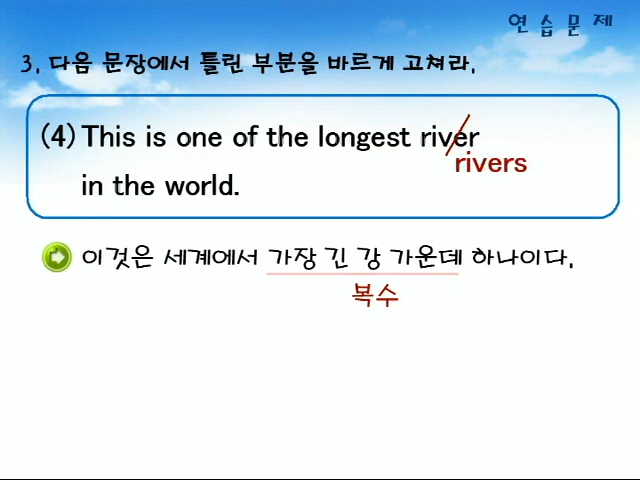 연습문제
3. 다음 문장에서 틀린 부분을 바르게 고쳐라.
(4) This is one of the longest river
rivers
in the world.
이것은 세계에서 가장 긴 강 가운데 하나이다.
복수